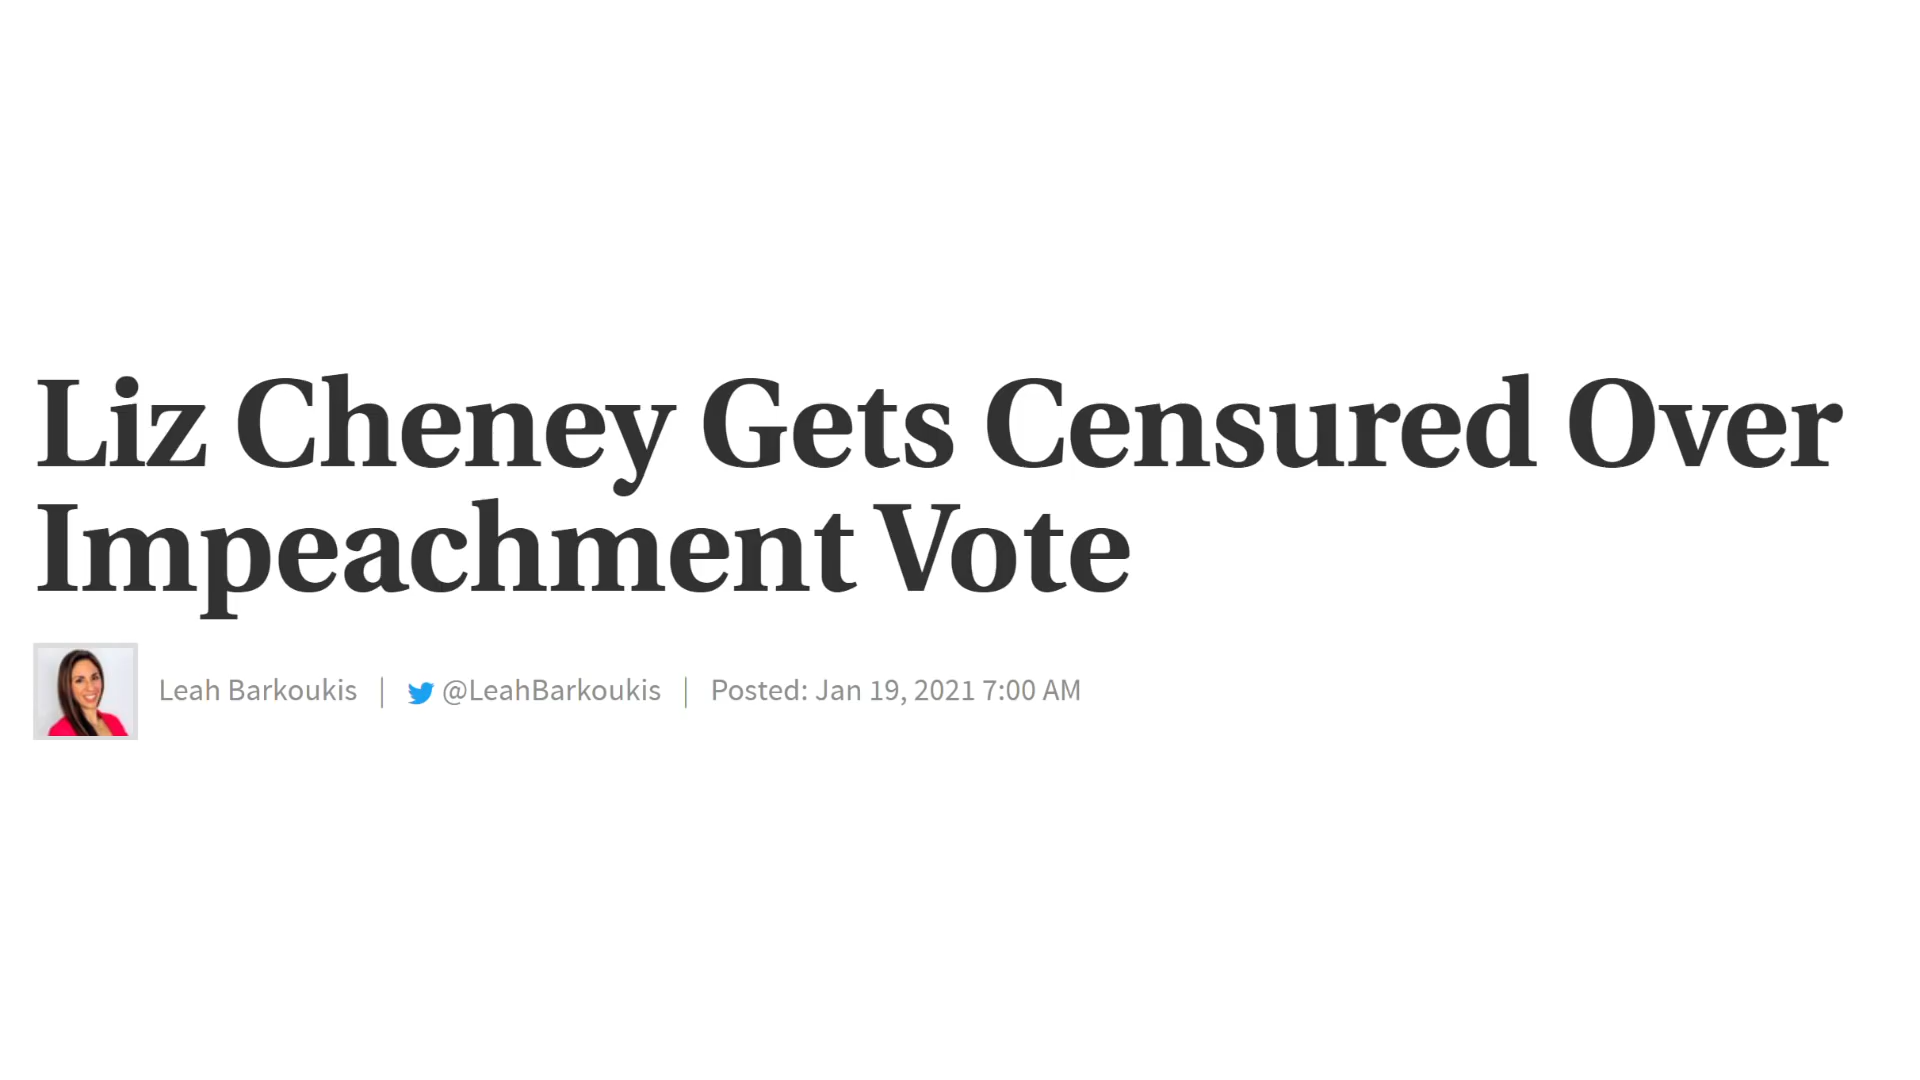 Liz Cheney Gets Censured Over
Impeachment Vote
Leah Barkoukis | @LeahBarkoukis | Posted: Jan 19, 2021 7:00 AM